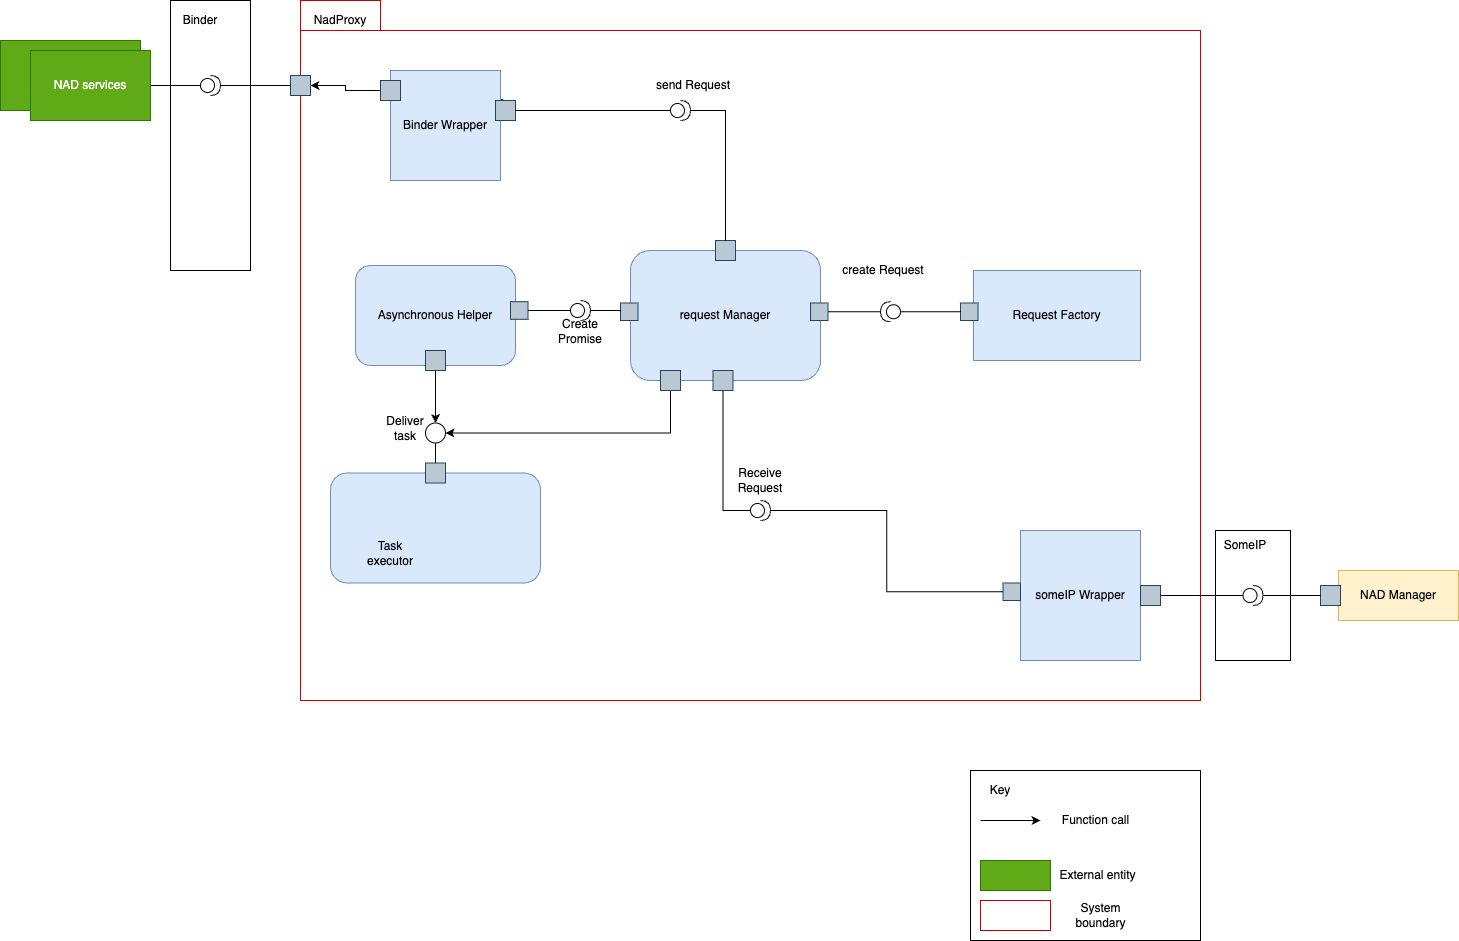 Binder
NadProxy
NAD services
send Request
Binder Wrapper
create Request
Asynchronous Helper
Create
Promise
request Manager
Request Factory
Deliver
task
Receive
Request
Task
executor
SomeIP
someIP Wrapper
NAD Manager
Key
Function call
External entity
System
boundary